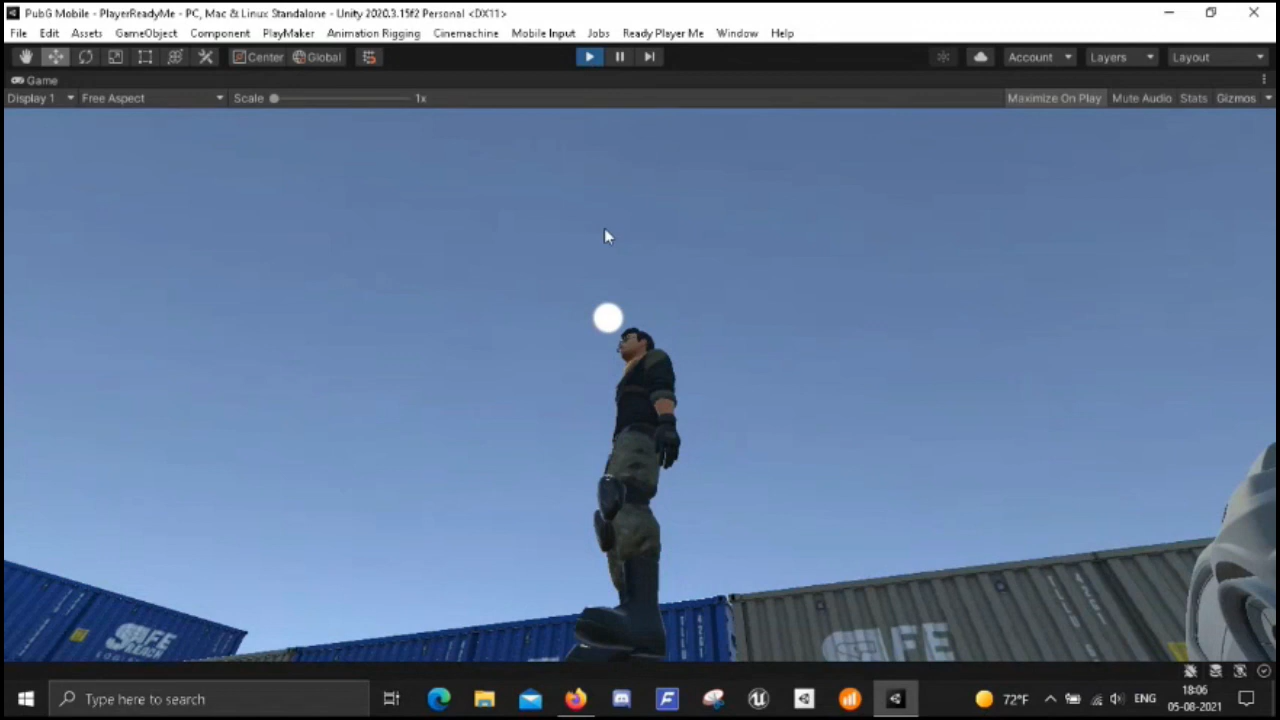 PubG Mobile - PlayerReadyMe - PC, Mac & Linux Standalone - Unity 2020.3.15f2 Personal <DX11>
File Edit Assets GameObject Component PlayMaker Animation Rigging Cinemachine Mobile Input Jobs Ready Player Me Window Help
Center Global Account Layers Layout
Game
Display 1 Free Aspect Scale 1x Maximize On Play Mute Audio Stats Gizmos
SAFE
AFE
Type here to search
72°F ENG
18:06
05-08-2021